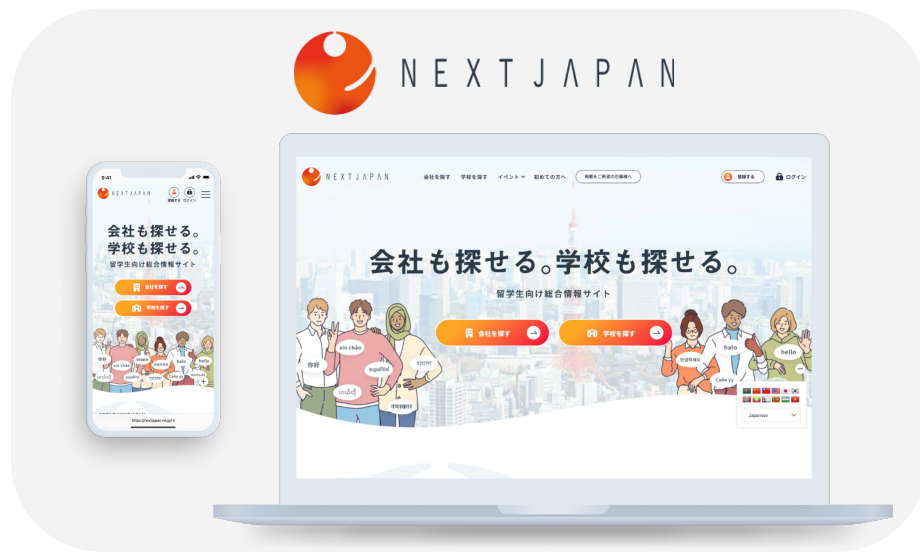 NEXTJAPAN
9:41
NEXTJAPAN
登録する ログイン
会社も探せる。
学校も探せる。
留学生向け総合情報サイト
会社を探す
学校を探す
你好
xin chào
halo
hello
NEXTJAPAN
会社を探す 学校を探す イベント 初めての方へ 掲載をご希望の企業様へ
登録する ログイン
会社も探せる。学校も探せる。
留学生向け総合情報サイト
会社を探す
学校を探す
xin chào
你好
안녕하세요
halo
hello
Japanese